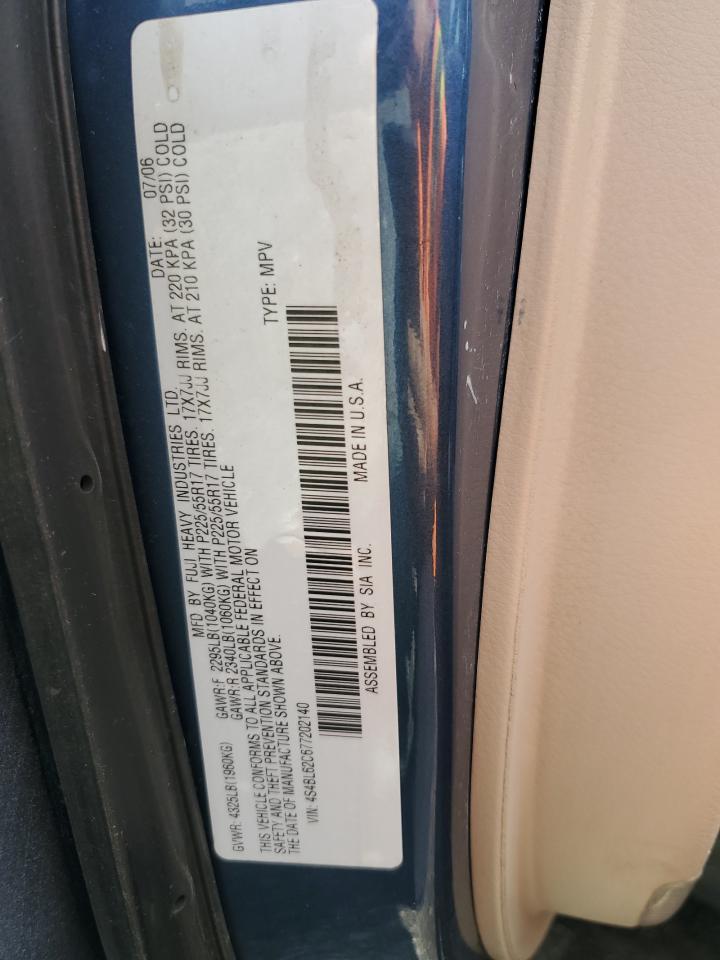 MFD BY FUJI HEAVY INDUSTRIES LTD. DATE: 07/06
GVWR: 4325LB(1960KG) GAWR:F 2295LB(1040KG) WITH P225/55R17 TIRES. 17X7JJ RIMS. AT 220 KPA (32 PSI) COLD
GAWR:R 2340LB(1060KG) WITH P225/55R17 TIRES. 17X7JJ RIMS. AT 210 KPA (30 PSI) COLD
THIS VEHICLE CONFORMS TO ALL APPLICABLE FEDERAL MOTOR VEHICLE
SAFETY AND THEFT PREVENTION STANDARDS IN EFFECT ON
THE DATE OF MANUFACTURE SHOWN ABOVE.
VIN: 4S4BL62C677202140 TYPE: MPV
ASSEMBLED BY SIA INC. MADE IN U.S.A.